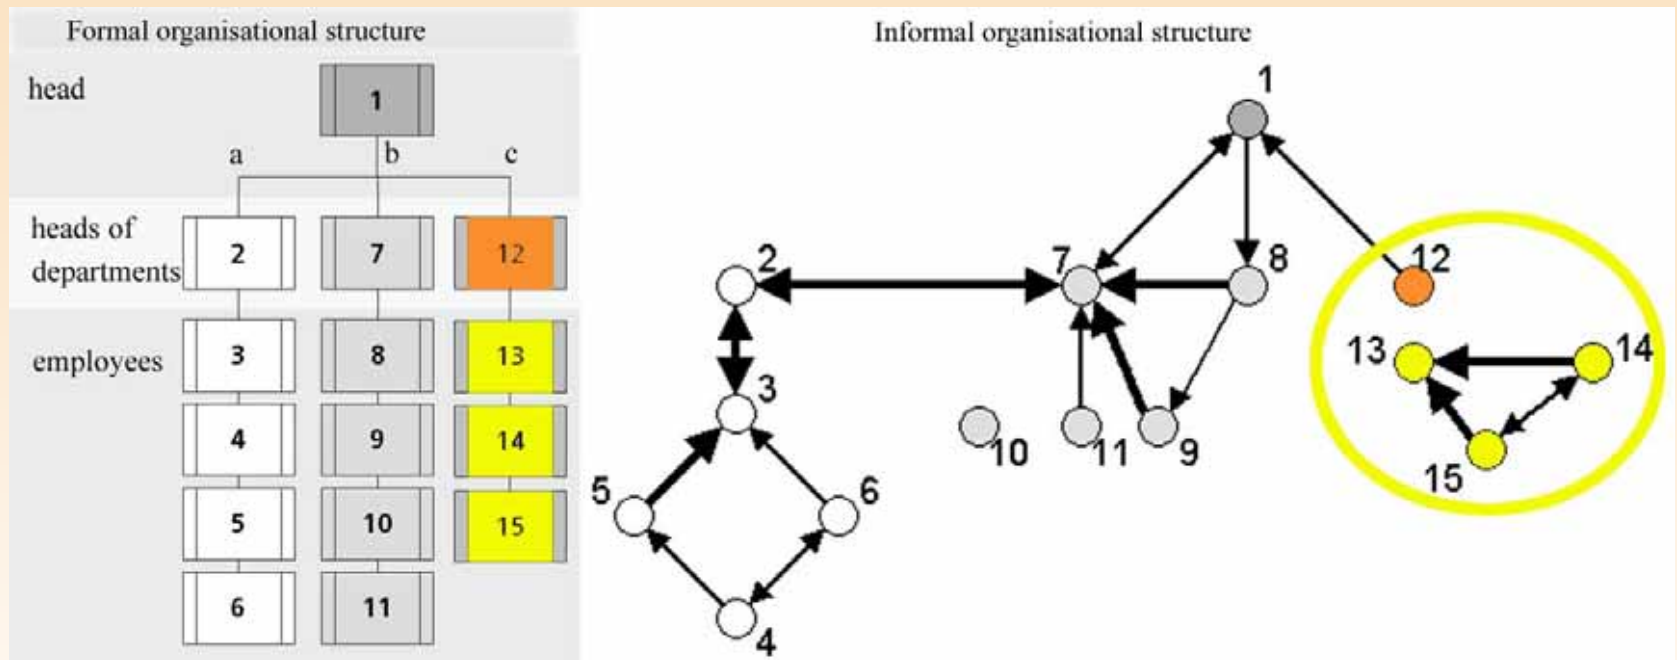 Formal organisational structure
head
1
a b c
heads of
departments
2 7 12
employees
3 8 13
4 9 14
5 10 15
6 11
Informal organisational structure
1
2 7 8 12
13 14
3
10 11 9
15
5 6
4